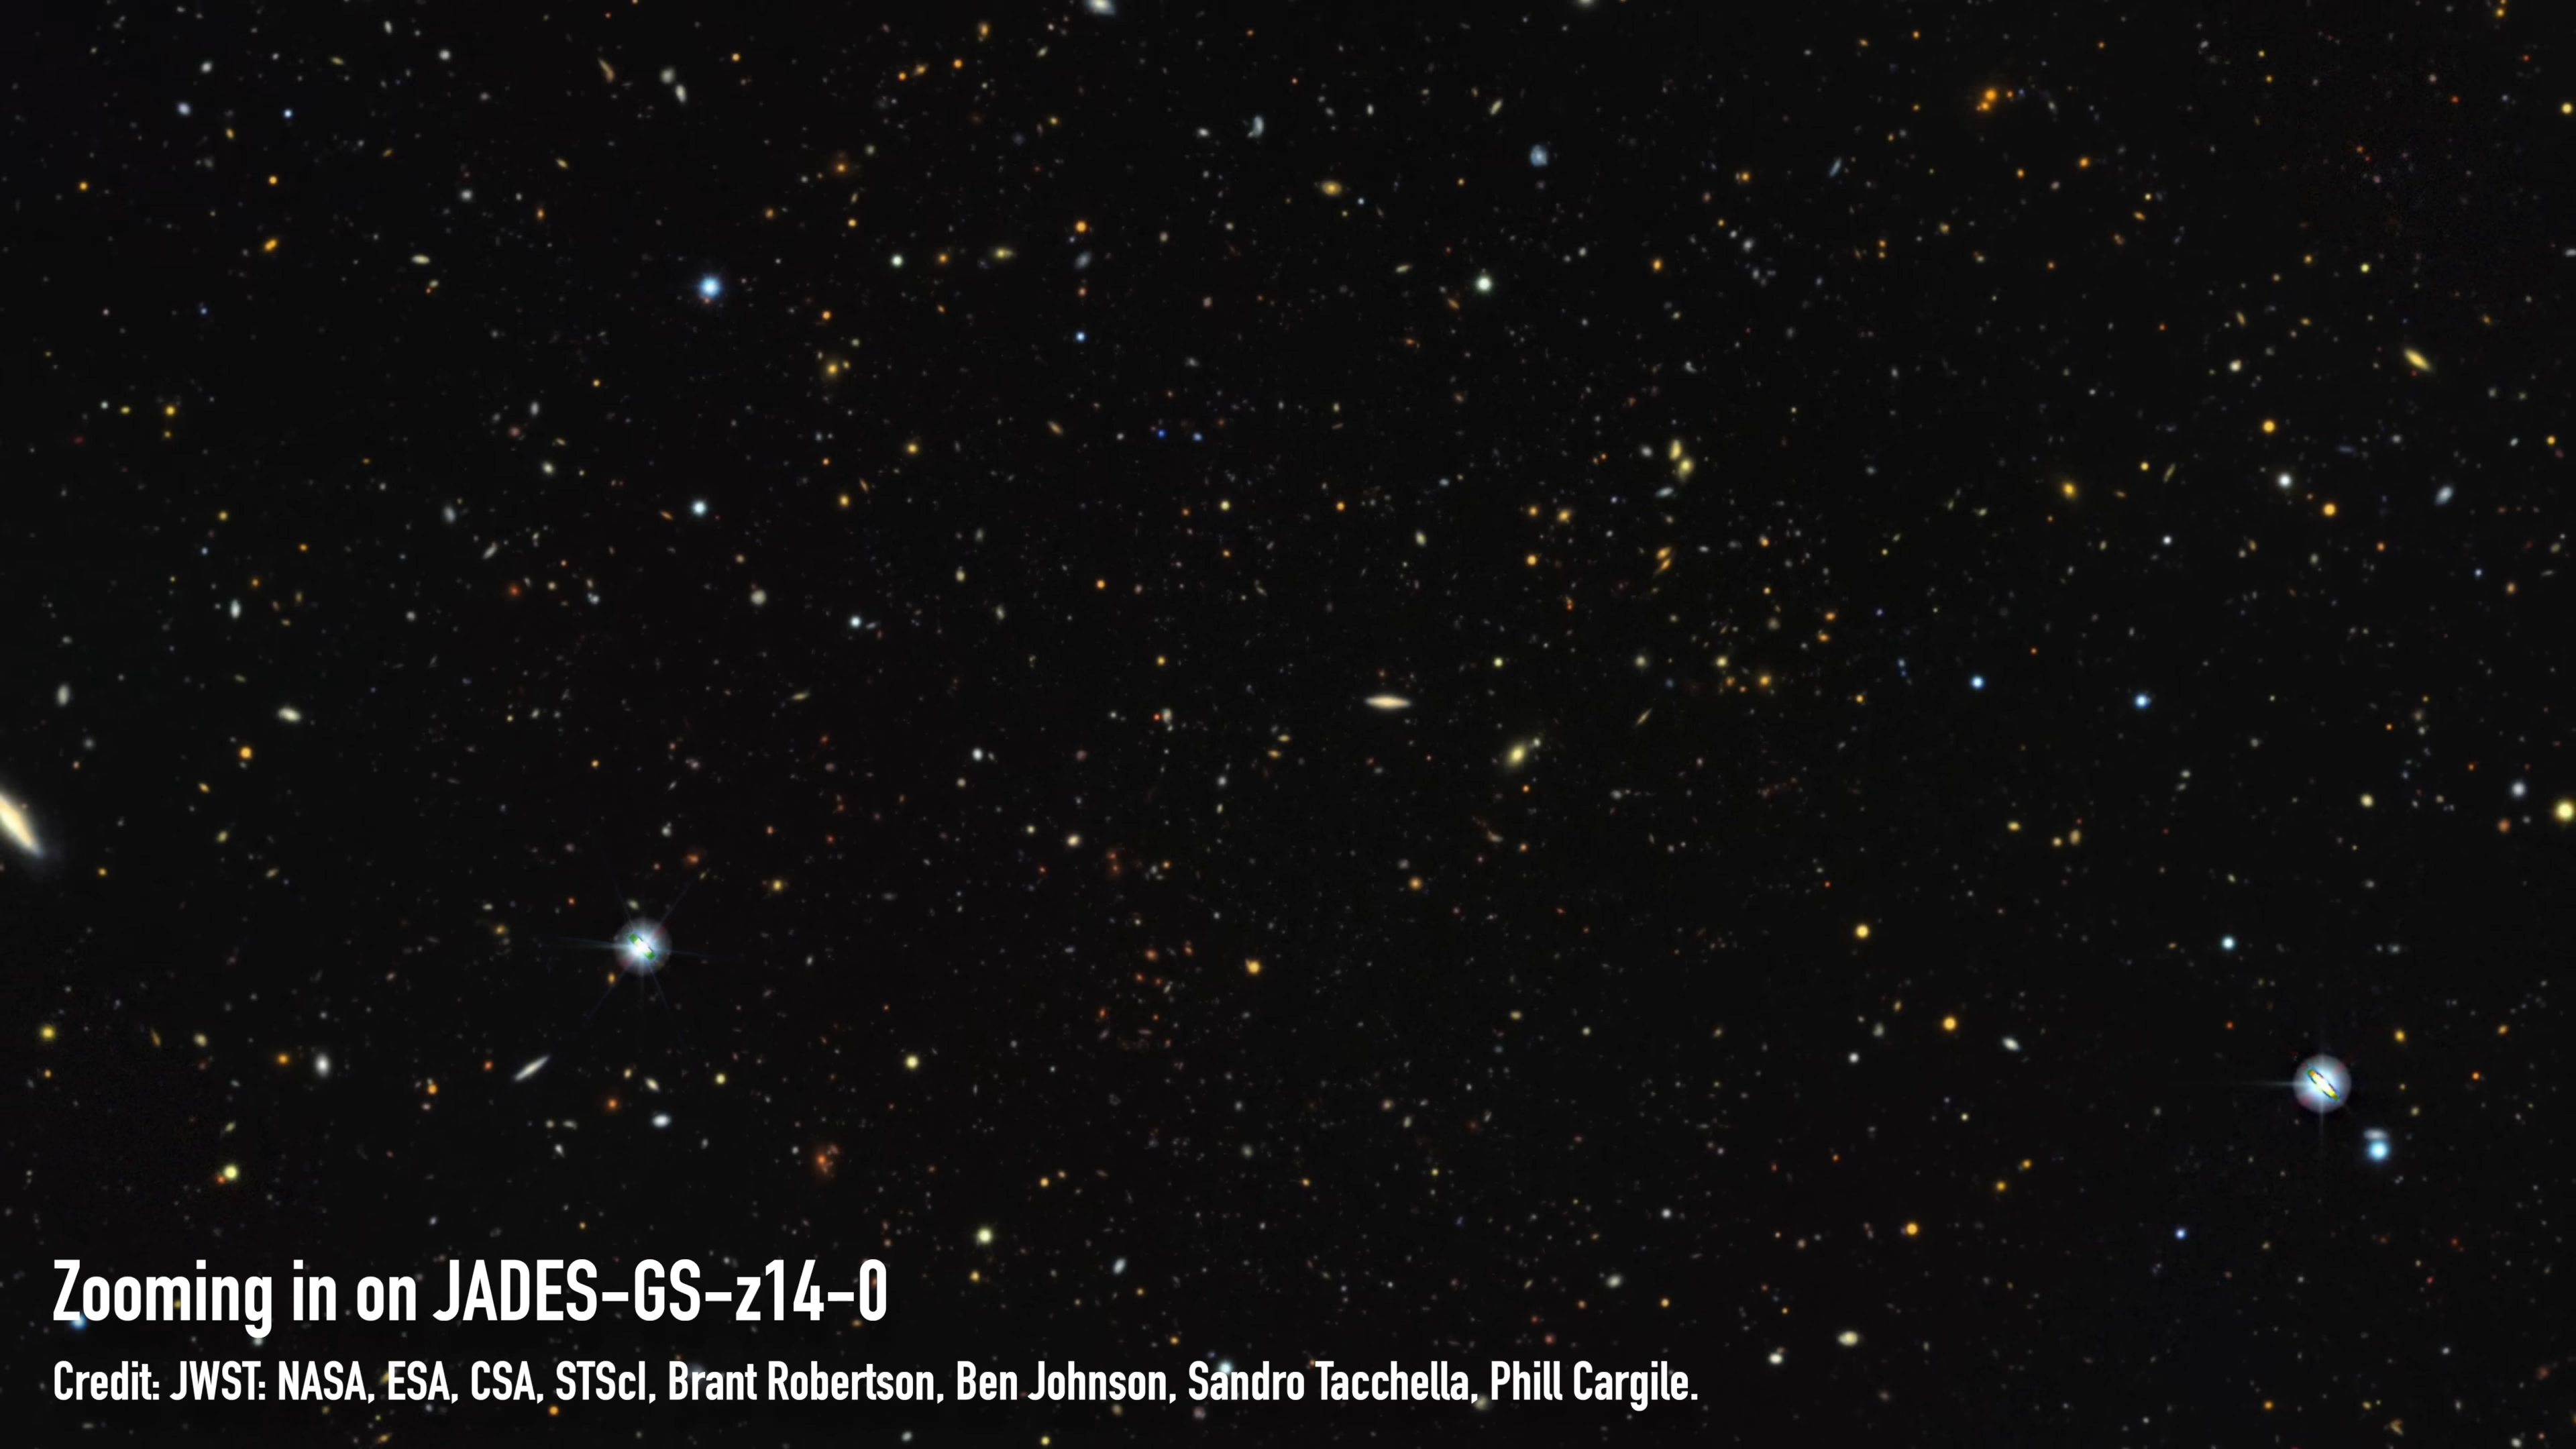 Zooming in on JADES-GS-z14-0
Credit: JWST: NASA, ESA, CSA, STScI, Brant Robertson, Ben Johnson, Sandro Tacchella, Phill Cargile.